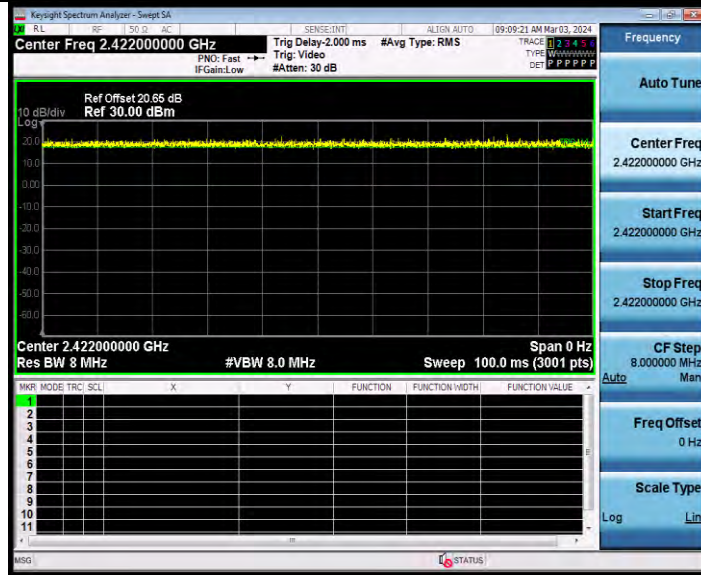 Keysight Spectrum Analyzer - Swept SA
RL RF 50 Ω AC SENSE:INT ALIGN AUTO 09:09:21 AM Mar 03, 2024
Center Freq 2.422000000 GHz
Trig Delay-2.000 ms #Avg Type: RMS
TRACE 1 2 3 4 5 6
PNO: Fast Trig: Video
TYPE
IFGain:Low #Atten: 30 dB
DET P P P P P P
Ref Offset 20.65 dB
10 dB/div Ref 30.00 dBm
Log
20.0
10.0
0.00
-10.0
-20.0
-30.0
-40.0
-50.0
-60.0
Center 2.422000000 GHz Span 0 Hz
Res BW 8 MHz #VBW 8.0 MHz Sweep 100.0 ms (3001 pts)
MKR MODE TRC SCL X Y FUNCTION FUNCTION WIDTH FUNCTION VALUE
1
2
3
4
5
6
7
8
9
10
11
MSG STATUS
Frequency
Auto Tune
Center Freq
2.422000000 GHz
Start Freq
2.422000000 GHz
Stop Freq
2.422000000 GHz
CF Step
8.000000 MHz
Auto Man
Freq Offset
0 Hz
Scale Type
Log Lin